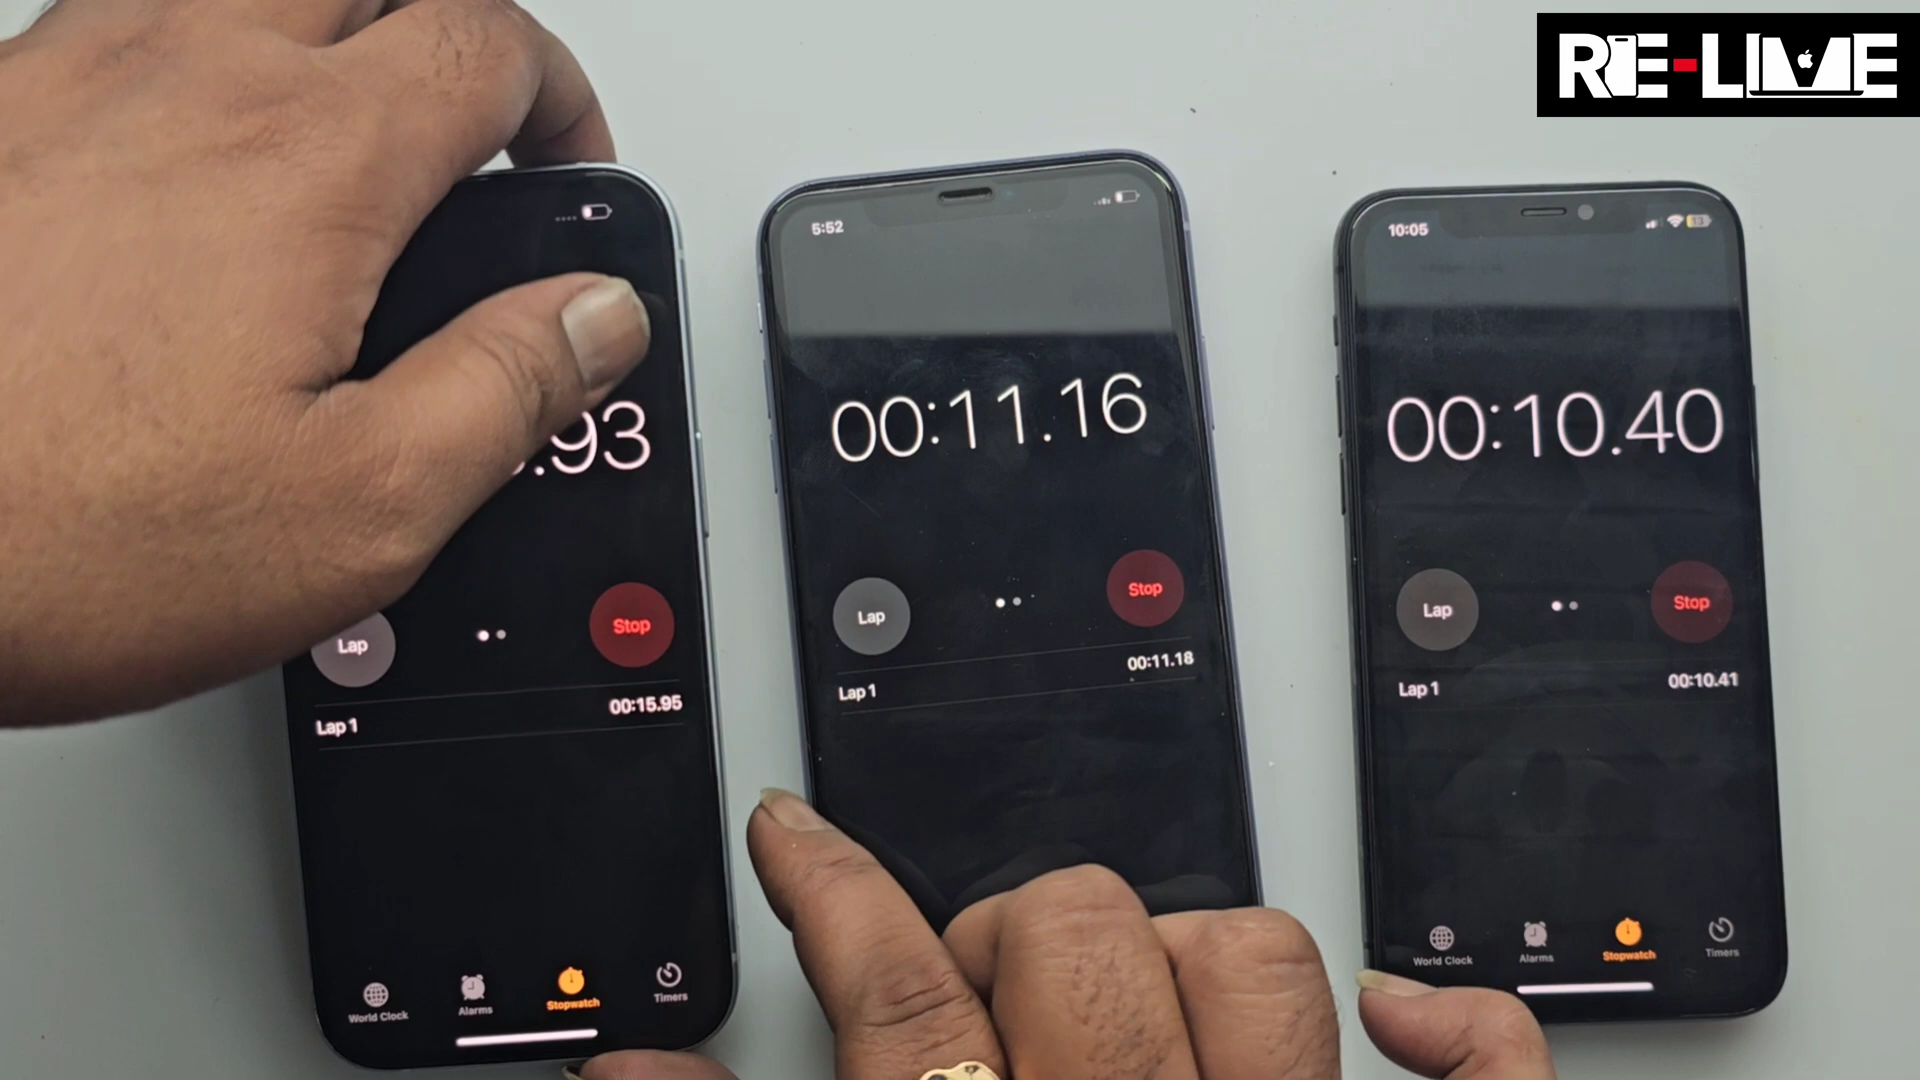 RE-LIVE
5:52
10:05
13
.93
00:11.16
00:10.40
Lap
Stop
Lap
Stop
Lap
Stop
Lap 1
00:15.95
Lap 1
00:11.18
Lap 1
00:10.41
World Clock
Alarms
Stopwatch
Timers
World Clock
Alarms
Stopwatch
Timers